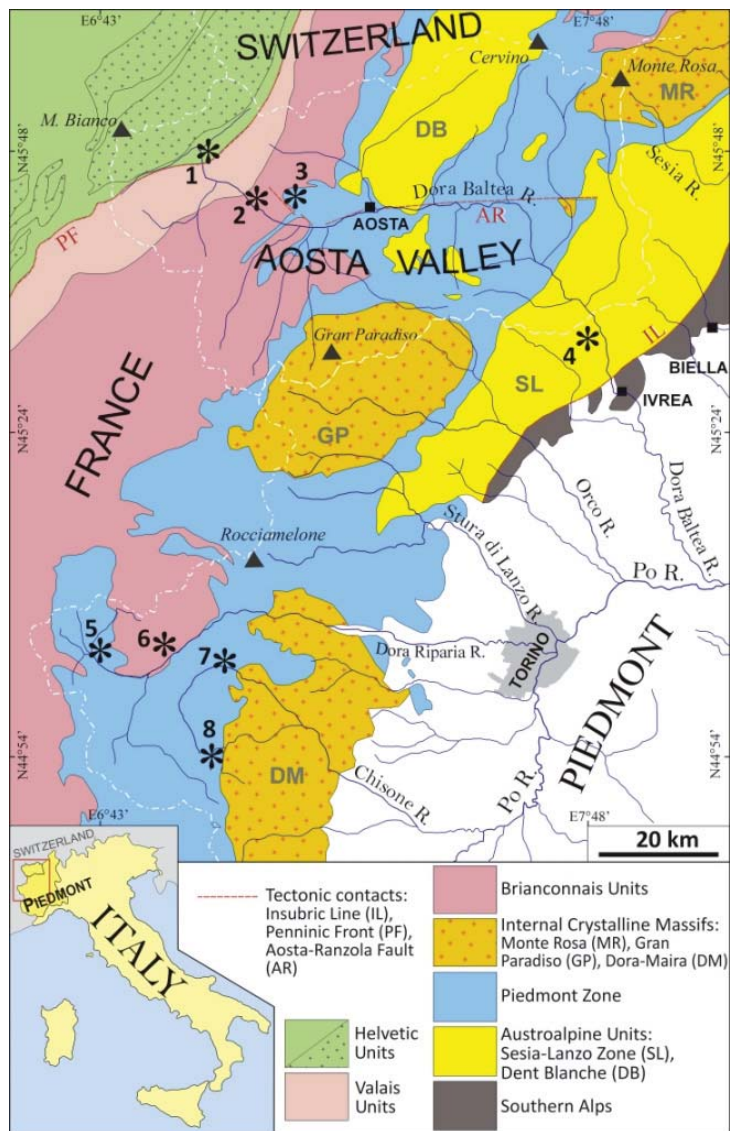 E6°43'
E7°48'
SWITZERLAND
Cervino
Monte Rosa
MR
M. Bianco
DB
N45°48'
N45°48'
1
2
3
Sesia R.
Dora Baltea R.
AOSTA
AR
PF
AOSTA VALLEY
Gran Paradiso
4
IL
BIELLA
SL
IVREA
FRANCE
GP
N45°24'
N45°24'
Rocciamelone
Stura di Lanzo R.
Orco R.
Dora Baltea R.
Po R.
5
6
7
Dora Riparia R.
TORINO
8
N44°54'
N44°54'
DM
Chisone R.
Po R.
PIEDMONT
E6°43'
E7°48'
20 km
SWITZERLAND
PIEDMONT
ITALY
Tectonic contacts:
Insubric Line (IL),
Penninic Front (PF),
Aosta-Ranzola Fault
(AR)
Helvetic
Units
Valais
Units
Brianconnais Units
Internal Crystalline Massifs:
Monte Rosa (MR), Gran
Paradiso (GP), Dora-Maira (DM)
Piedmont Zone
Austroalpine Units:
Sesia-Lanzo Zone (SL),
Dent Blanche (DB)
Southern Alps